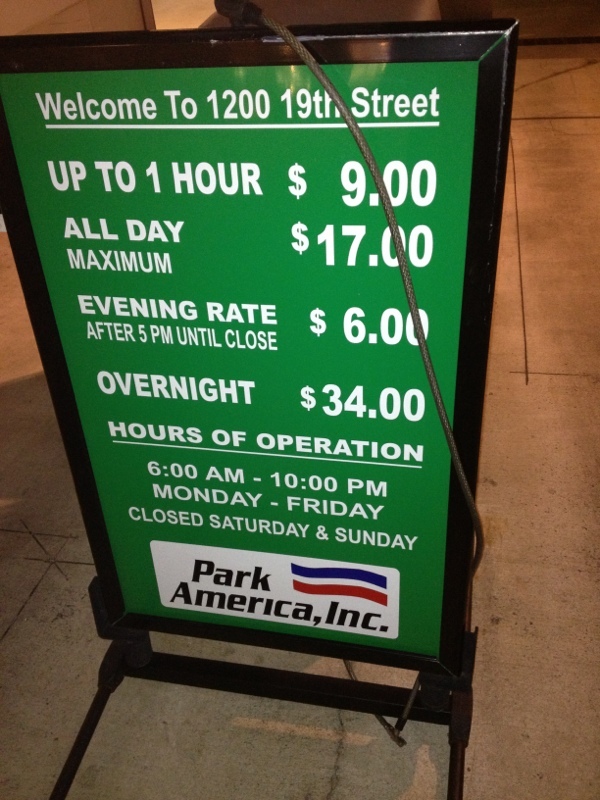 Welcome To 1200 19th Street
UP TO 1 HOUR $ 9.00
ALL DAY $17.00
MAXIMUM
EVENING RATE $ 6.00
AFTER 5 PM UNTIL CLOSE
OVERNIGHT $34.00
HOURS OF OPERATION
6:00 AM - 10:00 PM
MONDAY - FRIDAY
CLOSED SATURDAY & SUNDAY
Park
America, Inc.